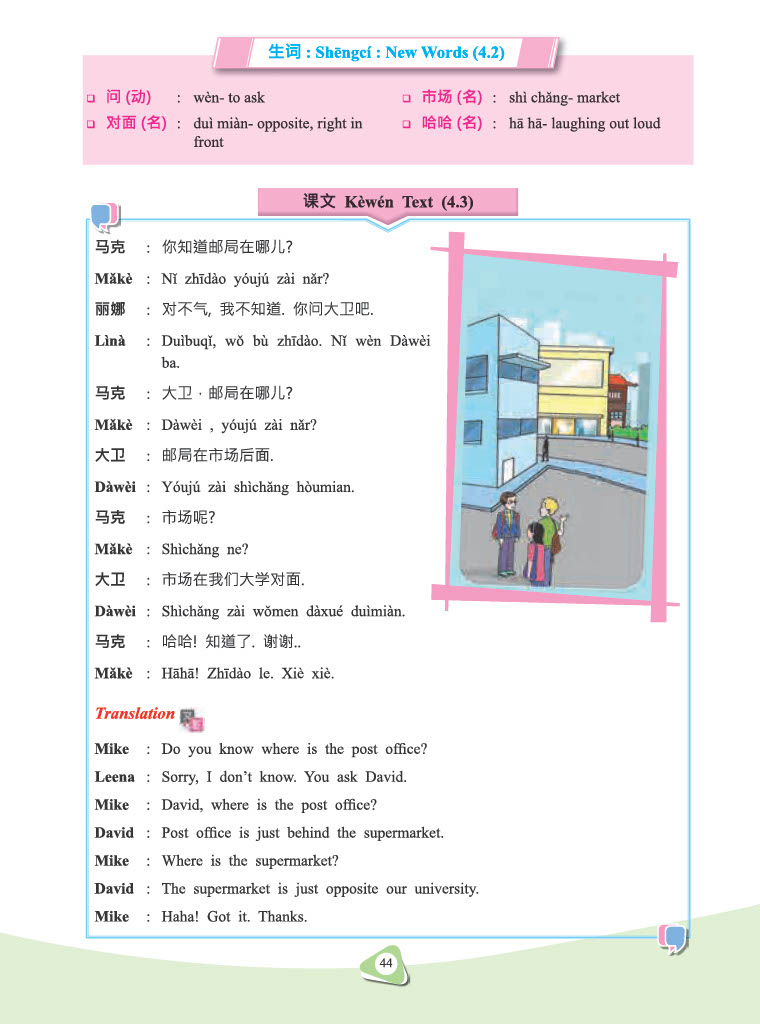 生词 : Shēngcí : New Words (4.2)
❑ 问 (动) : wèn- to ask
❑ 对面 (名) : duì miàn- opposite, right in
front
❑ 市场 (名) : shì chǎng- market
❑ 哈哈 (名) : hā hā- laughing out loud
课文 Kèwén Text (4.3)
马克 : 你知道邮局在哪儿?
Mǎkè : Nǐ zhīdào yóujú zài nǎr?
丽娜 : 对不气, 我不知道. 你问大卫吧.
Lìnà : Duìbuqǐ, wǒ bù zhīdào. Nǐ wèn Dàwèi
ba.
马克 : 大卫，邮局在哪儿?
Mǎkè : Dàwèi , yóujú zài nǎr?
大卫 : 邮局在市场后面.
Dàwèi : Yóujú zài shìchǎng hòumian.
马克 : 市场呢?
Mǎkè : Shìchǎng ne?
大卫 : 市场在我们大学对面.
Dàwèi : Shìchǎng zài wǒmen dàxué duìmiàn.
马克 : 哈哈! 知道了. 谢谢..
Mǎkè : Hāhā! Zhīdào le. Xiè xiè.
Translation
Mike : Do you know where is the post office?
Leena : Sorry, I don’t know. You ask David.
Mike : David, where is the post office?
David : Post office is just behind the supermarket.
Mike : Where is the supermarket?
David : The supermarket is just opposite our university.
Mike : Haha! Got it. Thanks.
44